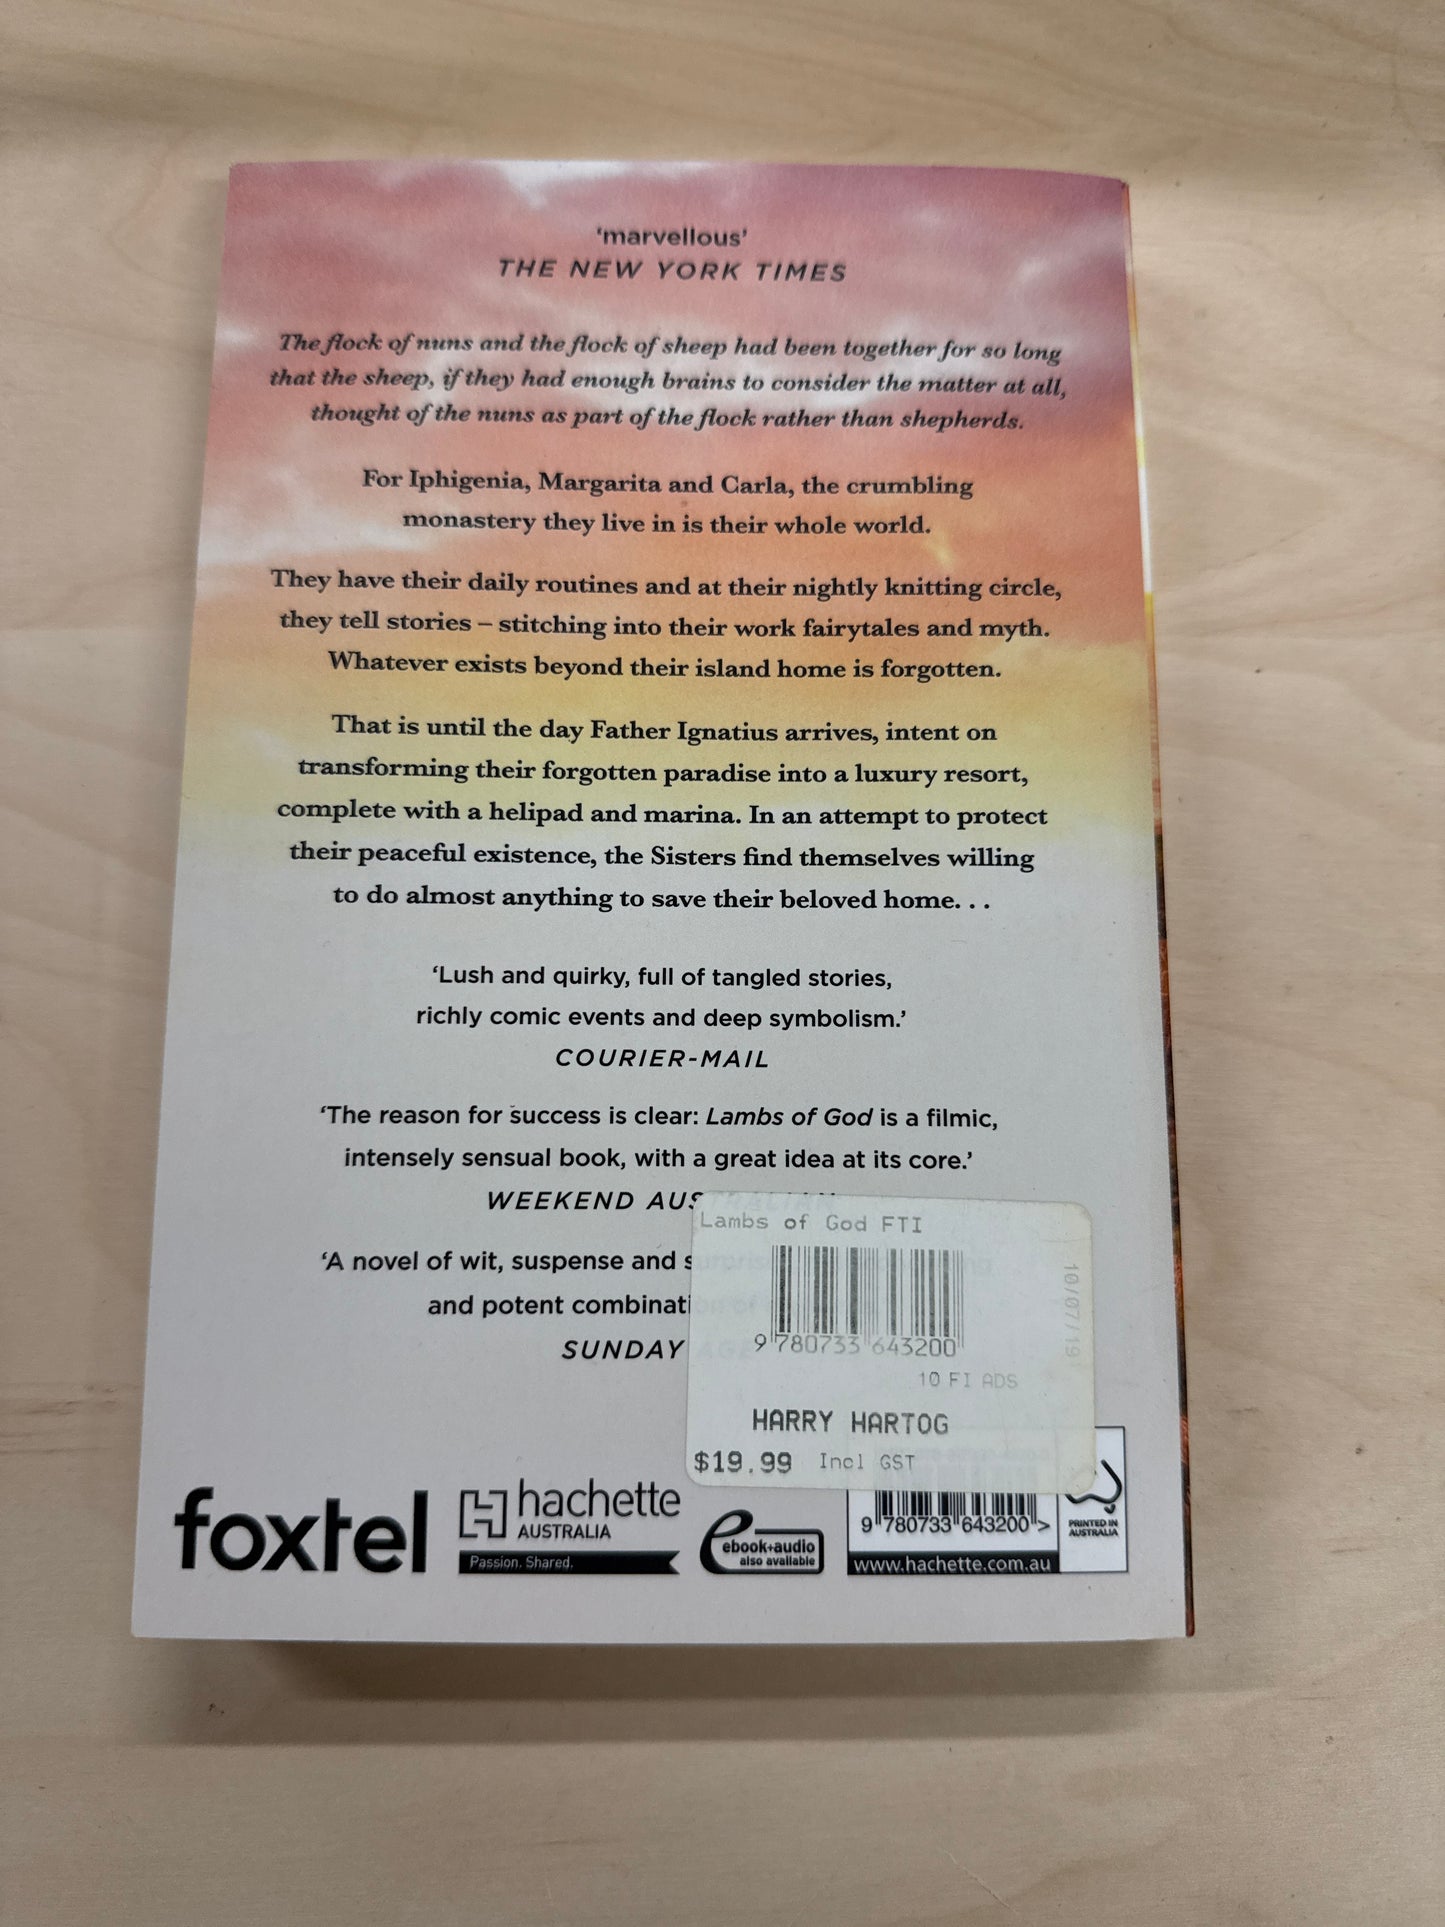 ‘marvellous’
THE NEW YORK TIMES
The flock of nuns and the flock of sheep had been together for so long
that the sheep, if they had enough brains to consider the matter at all,
thought of the nuns as part of the flock rather than shepherds.
For Iphigenia, Margarita and Carla, the crumbling
monastery they live in is their whole world.
They have their daily routines and at their nightly knitting circle,
they tell stories – stitching into their work fairytales and myth.
Whatever exists beyond their island home is forgotten.
That is until the day Father Ignatius arrives, intent on
transforming their forgotten paradise into a luxury resort,
complete with a helipad and marina. In an attempt to protect
their peaceful existence, the Sisters find themselves willing
to do almost anything to save their beloved home. . .
‘Lush and quirky, full of tangled stories,
richly comic events and deep symbolism.’
COURIER-MAIL
‘The reason for success is clear: Lambs of God is a filmic,
intensely sensual book, with a great idea at its core.’
WEEKEND AUSTRALIAN
‘A novel of wit, suspense and
and potent combination of
SUNDAY AGE
Lambs of God FTI
10/07/19
9 780733 643200
10 FI ADS
HARRY HARTOG
$19.99 Incl GST
foxtel
hachette
AUSTRALIA
Passion. Shared.
ebook+audio
also available
9 780733 643200 >
www.hachette.com.au
PRINTED IN
AUSTRALIA